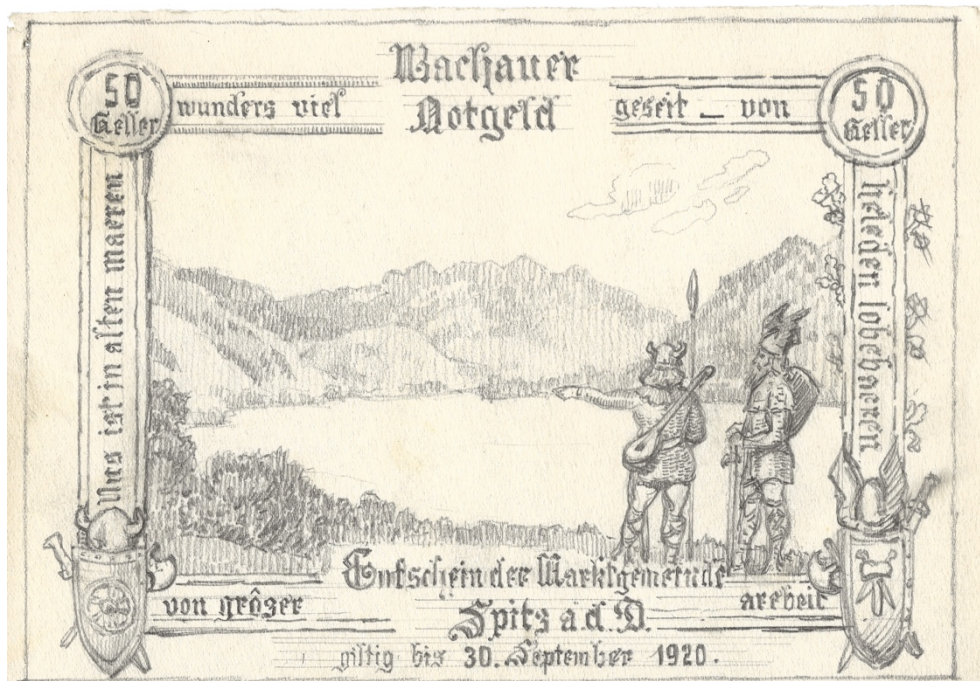 Wachauer
Notgeld
50
Heller
wunders viel
geseit _ von
50
Heller
Uns ist in alten maeren
heleden lobebaeren
Gutschein der Marktgemeinde
von grôzer
arebeit
Spitz a.d. D.
giltig bis 30. September 1920.